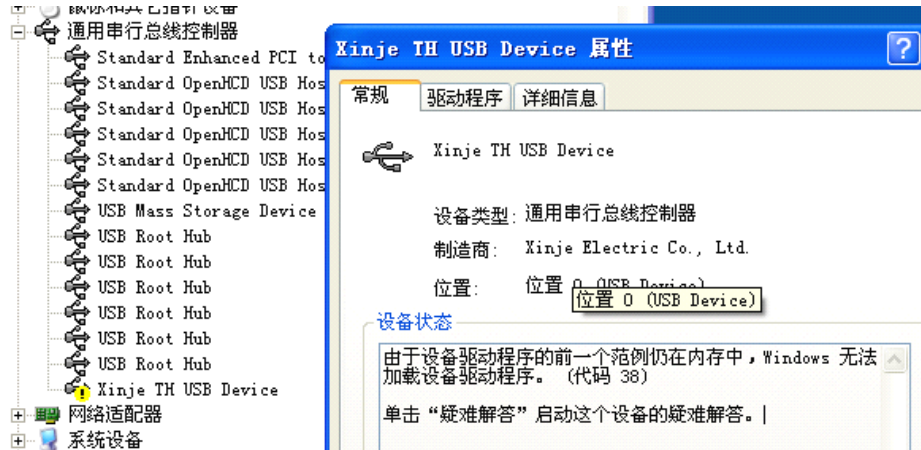 通用串行总线控制器
Standard Enhanced PCI to
Standard OpenHCD USB Hos
Standard OpenHCD USB Hos
Standard OpenHCD USB Hos
Standard OpenHCD USB Hos
Standard OpenHCD USB Hos
USB Mass Storage Device
USB Root Hub
USB Root Hub
USB Root Hub
USB Root Hub
USB Root Hub
USB Root Hub
Xinje TH USB Device
网络适配器
系统设备
Xinje TH USB Device 属性
常规 驱动程序 详细信息
Xinje TH USB Device
设备类型: 通用串行总线控制器
制造商: Xinje Electric Co., Ltd.
位置: 位置 0 (USB Device)
位置 0 (USB Device)
设备状态
由于设备驱动程序的前一个范例仍在内存中，Windows 无法
加载设备驱动程序。 (代码 38)
单击“疑难解答”启动这个设备的疑难解答。